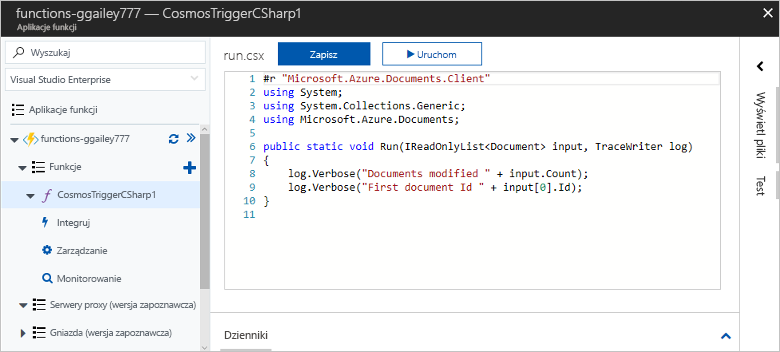 functions-ggailey777 — CosmosTriggerCSharp1
Aplikacje funkcji
Wyszukaj
Visual Studio Enterprise
Aplikacje funkcji
functions-ggailey777
Funkcje
CosmosTriggerCSharp1
Integruj
Zarządzanie
Monitorowanie
Serwery proxy (wersja zapoznawcza)
Gniazda (wersja zapoznawcza)
run.csx
Zapisz
Uruchom
1 #r "Microsoft.Azure.Documents.Client"
2 using System;
3 using System.Collections.Generic;
4 using Microsoft.Azure.Documents;
5
6 public static void Run(IReadOnlyList<Document> input, TraceWriter log)
7 {
8     log.Verbose("Documents modified " + input.Count);
9     log.Verbose("First document Id " + input[0].Id);
10 }
11
Dzienniki
Wyświetl pliki
Test